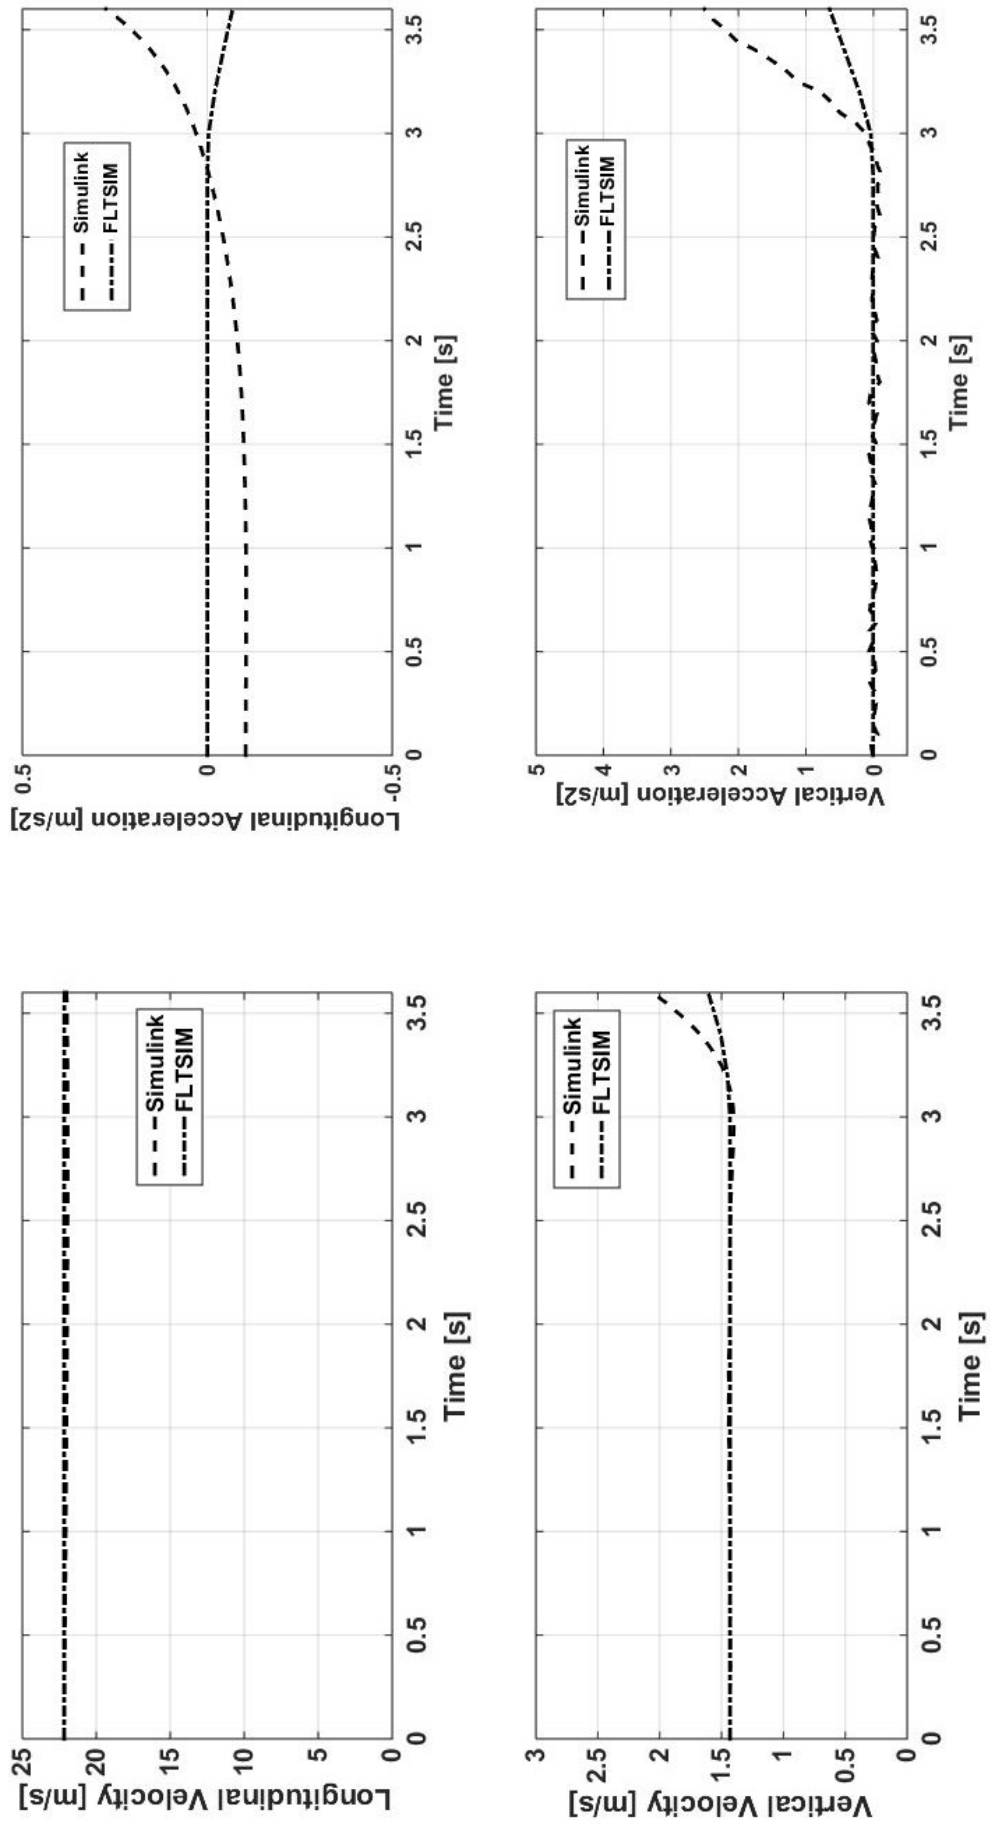 Longitudinal Velocity [m/s]
25
20
15
10
5
0
Simulink
FLTSIM
0 0.5 1 1.5 2 2.5 3 3.5
Time [s]
Longitudinal Acceleration [m/s2]
0.5
0
-0.5
Simulink
FLTSIM
0 0.5 1 1.5 2 2.5 3 3.5
Time [s]
Vertical Velocity [m/s]
3
2.5
2
1.5
1
0.5
0
Simulink
FLTSIM
0 0.5 1 1.5 2 2.5 3 3.5
Time [s]
Vertical Acceleration [m/s2]
5
4
3
2
1
0
Simulink
FLTSIM
0 0.5 1 1.5 2 2.5 3 3.5
Time [s]